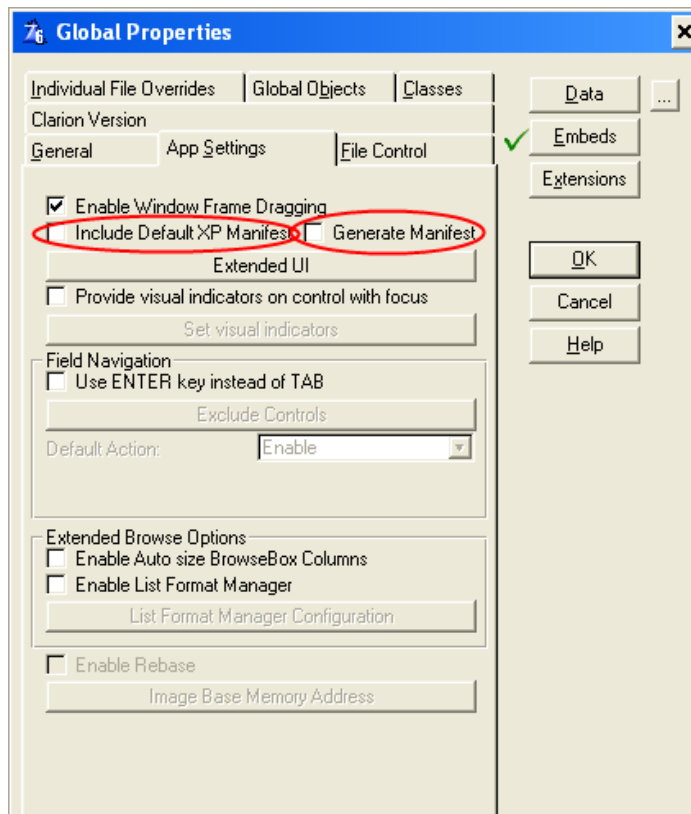 Global Properties
Individual File Overrides Global Objects Classes
Clarion Version
General App Settings File Control
Data ...
Embeds
Extensions
OK
Cancel
Help
Enable Window Frame Dragging
Include Default XP Manifest Generate Manifest
Extended UI
Provide visual indicators on control with focus
Set visual indicators
Field Navigation
Use ENTER key instead of TAB
Exclude Controls
Default Action: Enable
Extended Browse Options
Enable Auto size BrowseBox Columns
Enable List Format Manager
List Format Manager Configuration
Enable Rebase
Image Base Memory Address